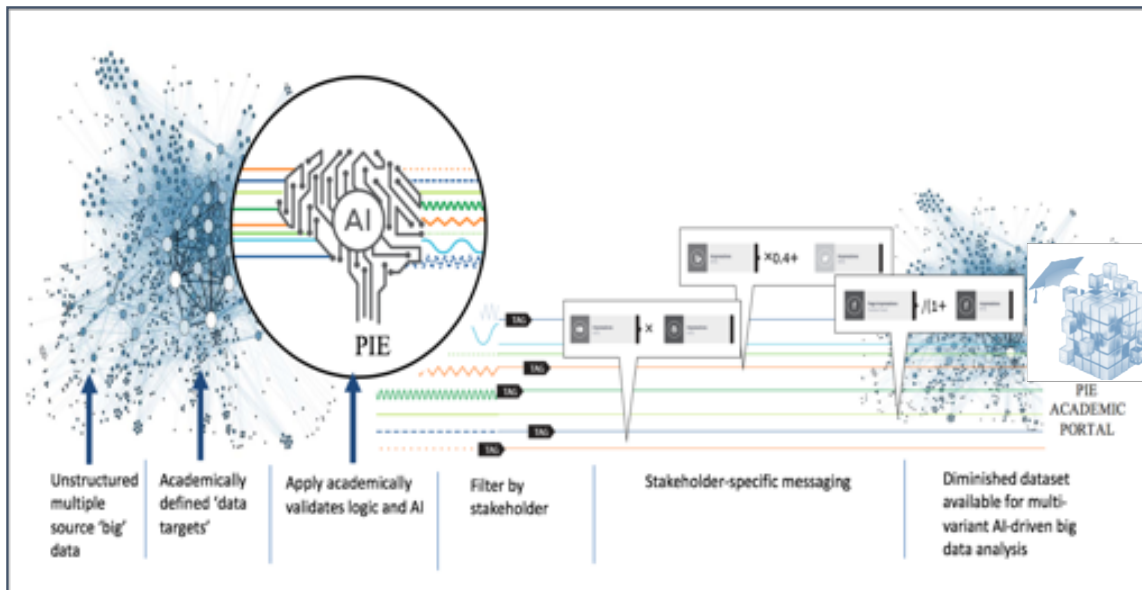 AI
PIE
TAG
TAG
TAG
TAG
TAG
×0.4+
×
/(1+
PIE
ACADEMIC
PORTAL
Unstructured
multiple
source 'big'
data
Academically
defined 'data
targets'
Apply academically
validates logic and AI
Filter by
stakeholder
Stakeholder-specific messaging
Diminished dataset
available for multi-
variant AI-driven big
data analysis